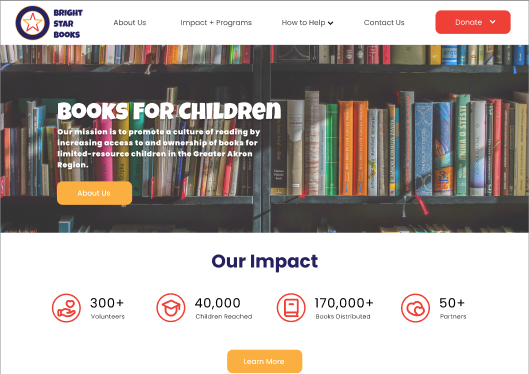 BRIGHT
STAR
BOOKS
About Us
Impact + Programs
How to Help
Contact Us
Donate
BOOKS FOR CHILDREN
Our mission is to promote a culture of reading by
increasing access to and ownership of books for
limited-resource children in the Greater Akron
Region.
About Us
Our Impact
300+
Volunteers
40,000
Children Reached
170,000+
Books Distributed
50+
Partners
Learn More